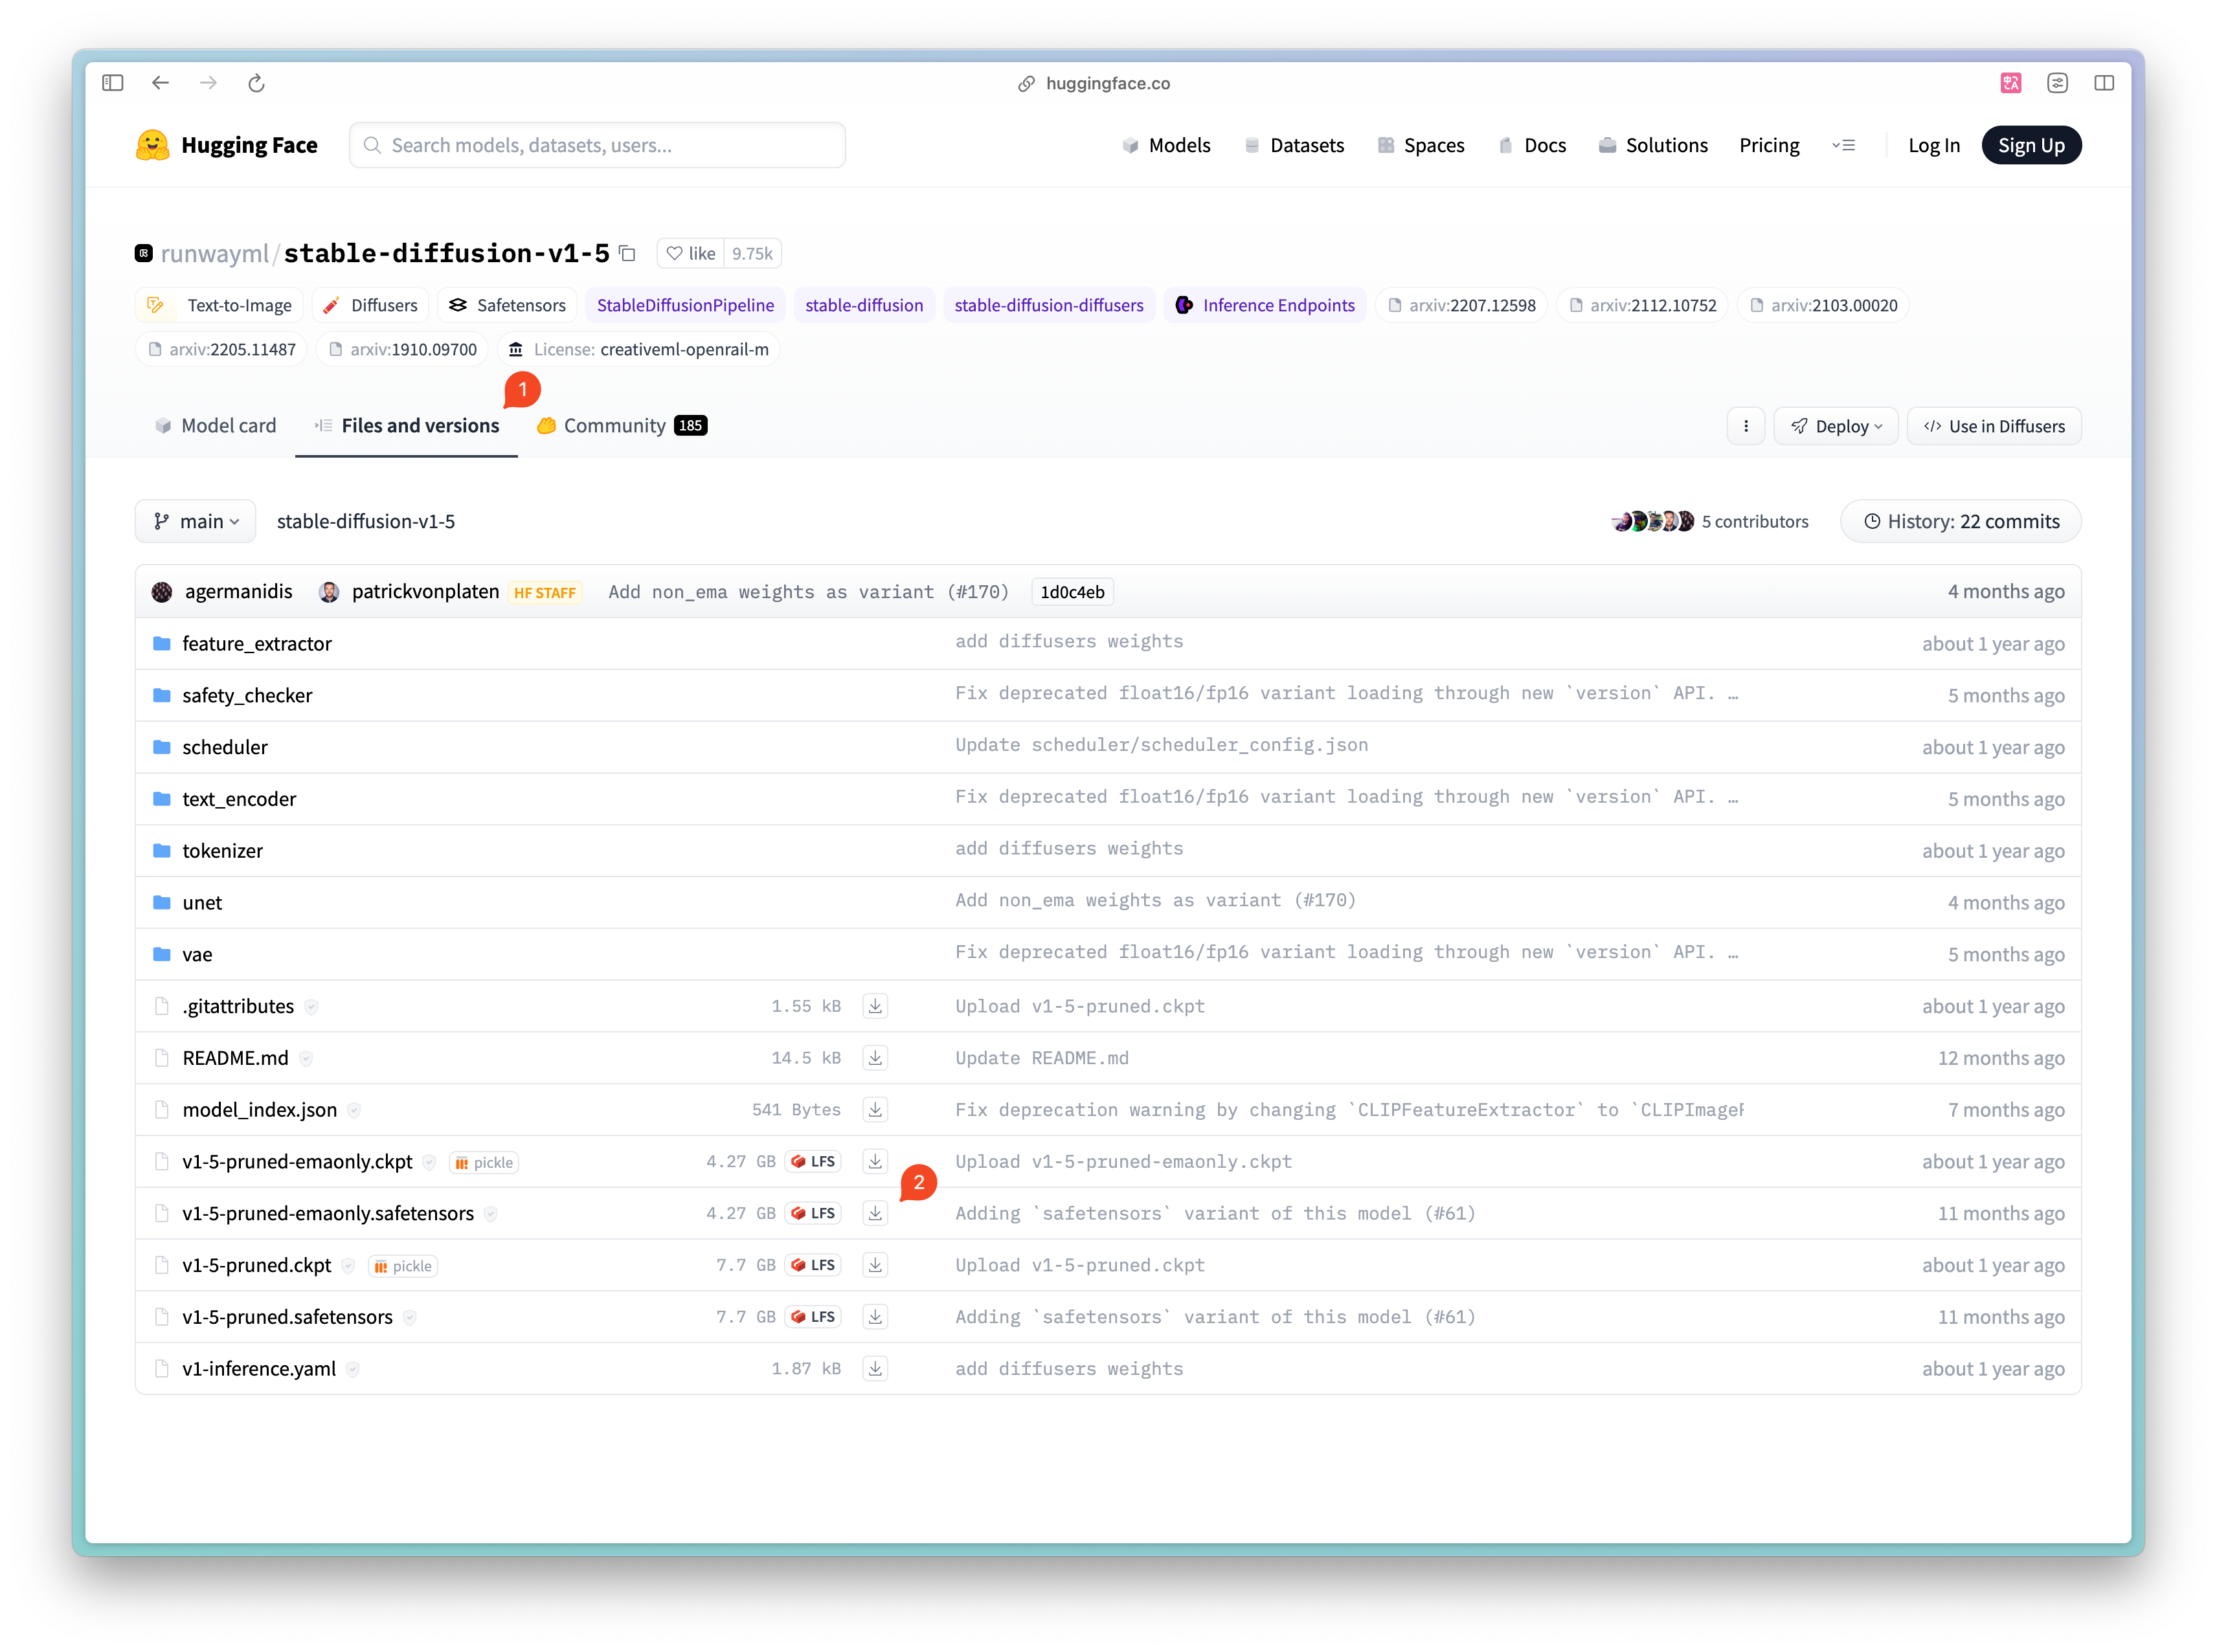 huggingface.co
Hugging Face Search models, datasets, users... Models Datasets Spaces Docs Solutions Pricing Log In Sign Up
runwayml/stable-diffusion-v1-5 like 9.75k
Text-to-Image Diffusers Safetensors StableDiffusionPipeline stable-diffusion stable-diffusion-diffusers Inference Endpoints arxiv:2207.12598 arxiv:2112.10752 arxiv:2103.00020
arxiv:2205.11487 arxiv:1910.09700 License: creativeml-openrail-m
1
Model card Files and versions Community 185 Deploy Use in Diffusers
main stable-diffusion-v1-5 5 contributors History: 22 commits
agermanidis patrickvonplaten HF STAFF Add non_ema weights as variant (#170) 1d0c4eb 4 months ago
feature_extractor add diffusers weights about 1 year ago
safety_checker Fix deprecated float16/fp16 variant loading through new `version` API. … 5 months ago
scheduler Update scheduler/scheduler_config.json about 1 year ago
text_encoder Fix deprecated float16/fp16 variant loading through new `version` API. … 5 months ago
tokenizer add diffusers weights about 1 year ago
unet Add non_ema weights as variant (#170) 4 months ago
vae Fix deprecated float16/fp16 variant loading through new `version` API. … 5 months ago
.gitattributes 1.55 kB Upload v1-5-pruned.ckpt about 1 year ago
README.md 14.5 kB Update README.md 12 months ago
model_index.json 541 Bytes Fix deprecation warning by changing `CLIPFeatureExtractor` to `CLIPImageP 7 months ago
v1-5-pruned-emaonly.ckpt pickle 4.27 GB LFS Upload v1-5-pruned-emaonly.ckpt about 1 year ago
2
v1-5-pruned-emaonly.safetensors 4.27 GB LFS Adding `safetensors` variant of this model (#61) 11 months ago
v1-5-pruned.ckpt pickle 7.7 GB LFS Upload v1-5-pruned.ckpt about 1 year ago
v1-5-pruned.safetensors 7.7 GB LFS Adding `safetensors` variant of this model (#61) 11 months ago
v1-inference.yaml 1.87 kB add diffusers weights about 1 year ago